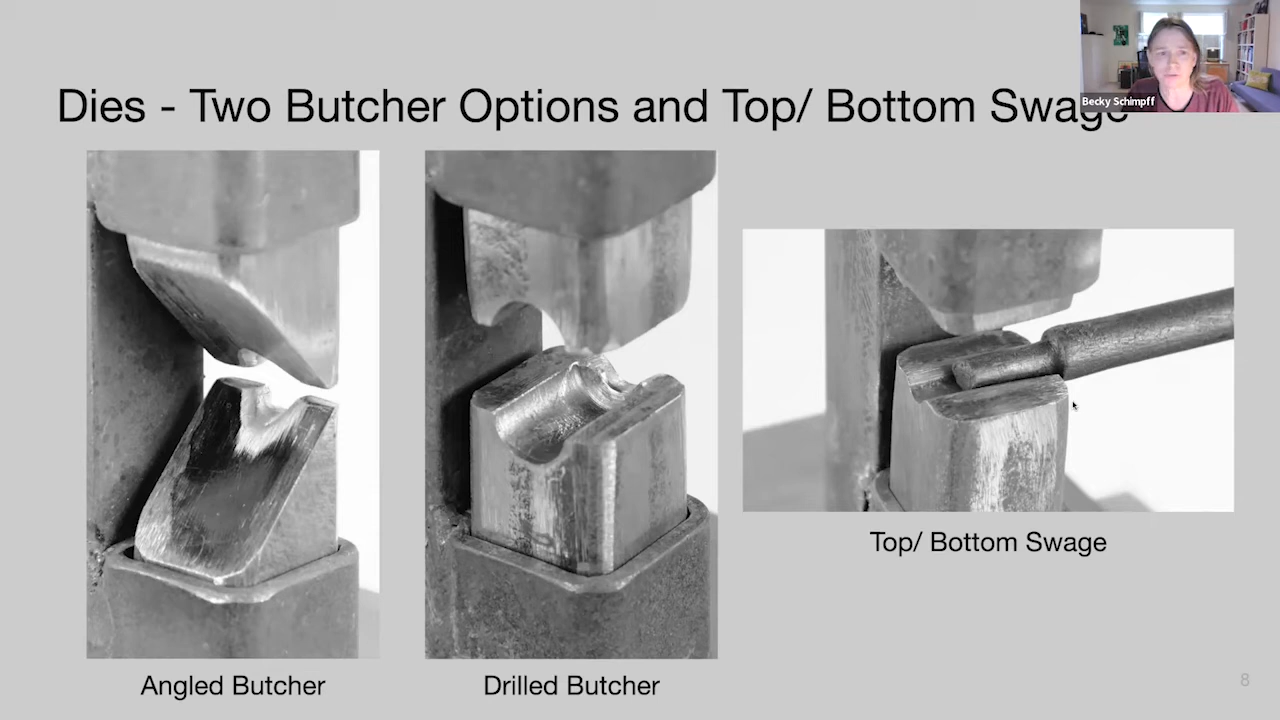 Becky Schimpff
Dies - Two Butcher Options and Top/ Bottom Swage
Top/ Bottom Swage
Angled Butcher
Drilled Butcher
8